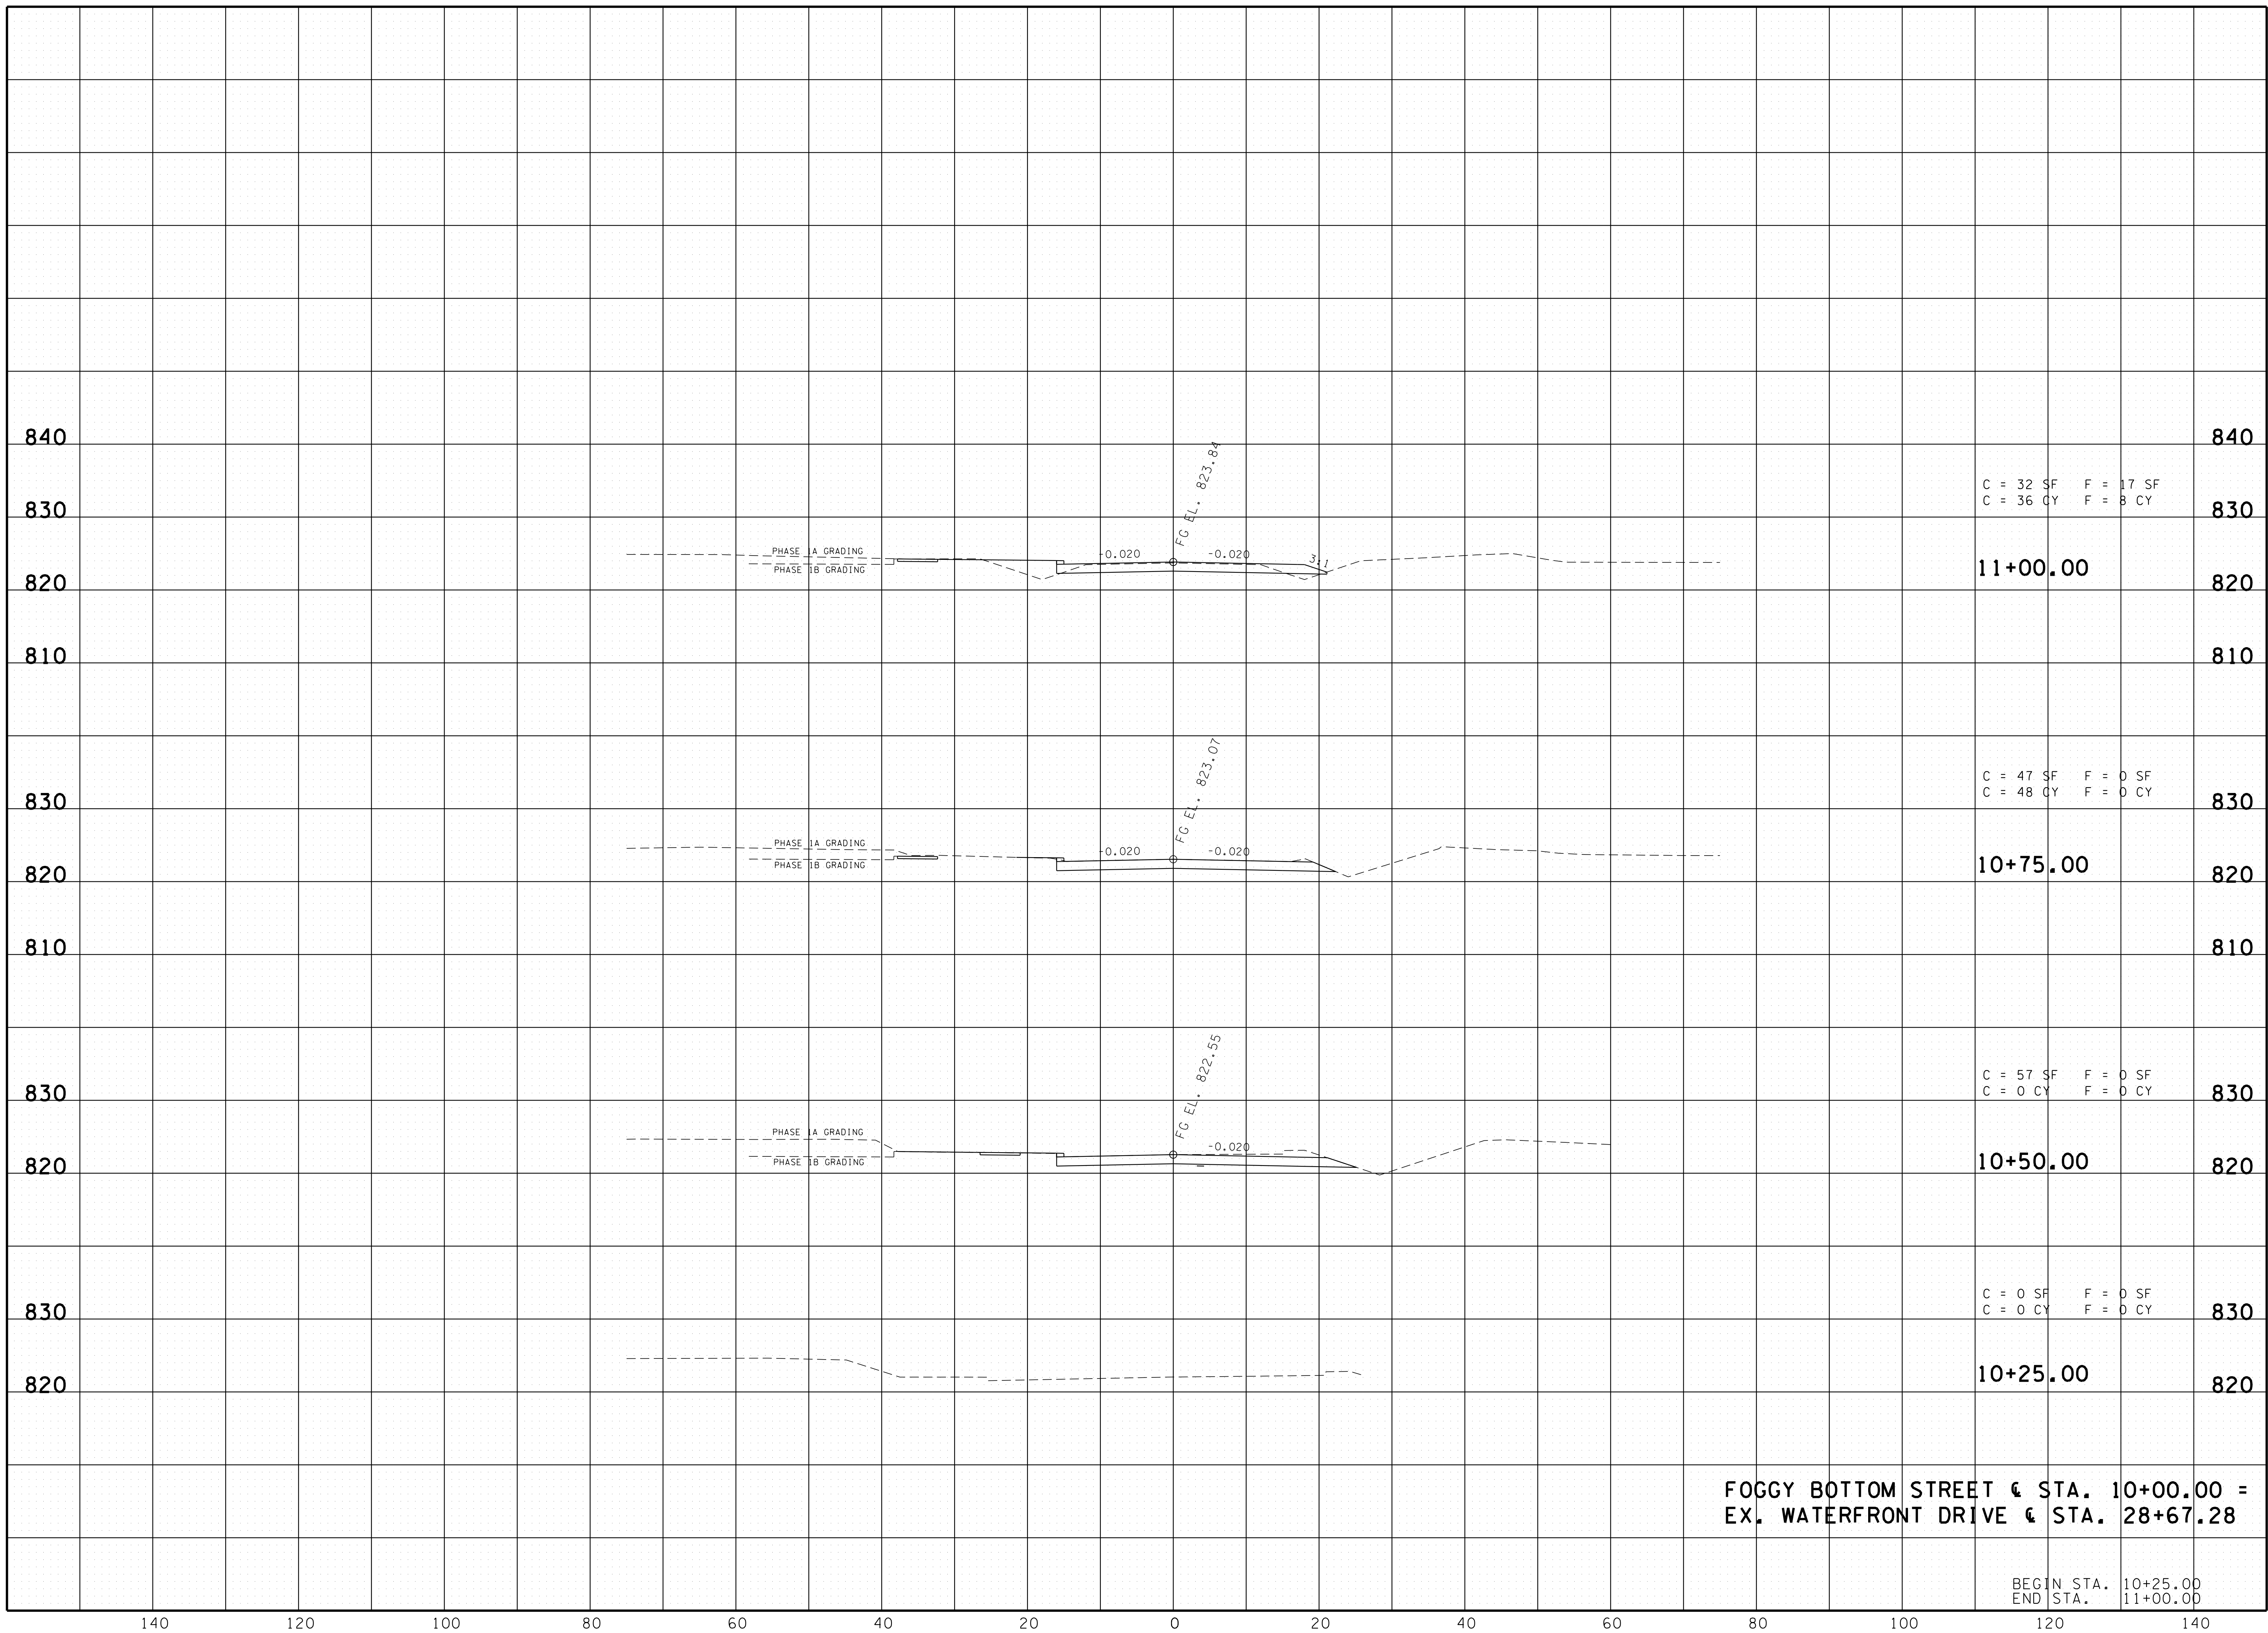 840 840
FG EL. 823.84
C = 32 SF F = 17 SF
C = 36 CY F = 8 CY
830 830
PHASE 1A GRADING
-0.020 -0.020 3:1
PHASE 1B GRADING
11+00.00
820 820
810 810
FG EL. 823.07
C = 47 SF F = 0 SF
C = 48 CY F = 0 CY
830 830
PHASE 1A GRADING
-0.020 -0.020
PHASE 1B GRADING
10+75.00
820 820
810 810
FG EL. 822.55
C = 57 SF F = 0 SF
C = 0 CY F = 0 CY
830 830
PHASE 1A GRADING
-0.020
PHASE 1B GRADING
10+50.00
820 820
C = 0 SF F = 0 SF
C = 0 CY F = 0 CY
830 830
10+25.00
820 820
FOGGY BOTTOM STREET ℄ STA. 10+00.00 =
EX. WATERFRONT DRIVE ℄ STA. 28+67.28
BEGIN STA. 10+25.00
END STA. 11+00.00
140 120 100 80 60 40 20 0 20 40 60 80 100 120 140